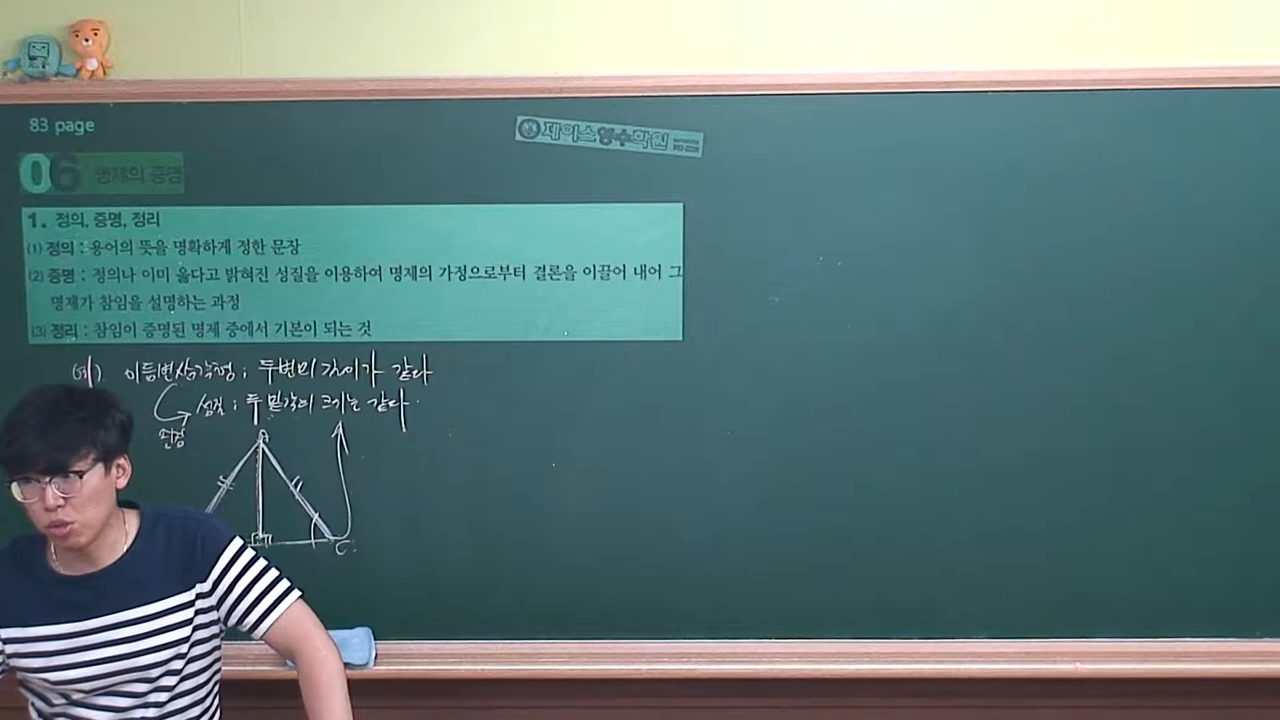 83 page
제이스영수학원
06 명제의 증명
1. 정의, 증명, 정리
(1) 정의 : 용어의 뜻을 명확하게 정한 문장
(2) 증명 : 정의나 이미 옳다고 밝혀진 성질을 이용하여 명제의 가정으로부터 결론을 이끌어 내어 그
명제가 참임을 설명하는 과정
(3) 정리 : 참임이 증명된 명제 중에서 기본이 되는 것
예). 이등변삼각형 ; 두변의 길이가 같다
성질 ; 두 밑각의 크기는 같다.
A
C